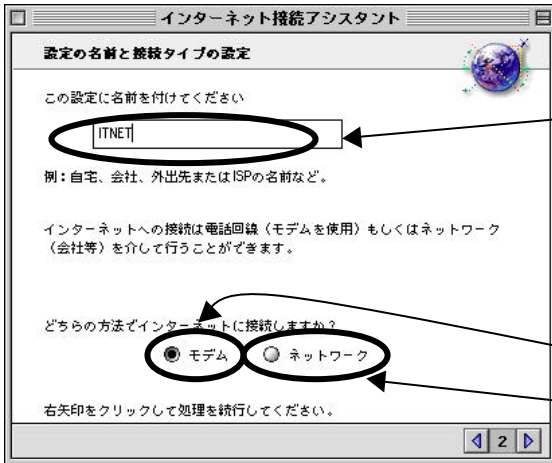 インターネット接続アシスタント
設定の名前と接続タイプの設定
この設定に名前を付けてください
ITNET
例：自宅、会社、外出先またはISPの名前など。
インターネットへの接続は電話回線（モデムを使用）もしくはネットワーク
（会社等）を介して行うことができます。
どちらの方法でインターネットに接続しますか？
モデム ネットワーク
右矢印をクリックして処理を続行してください。
2